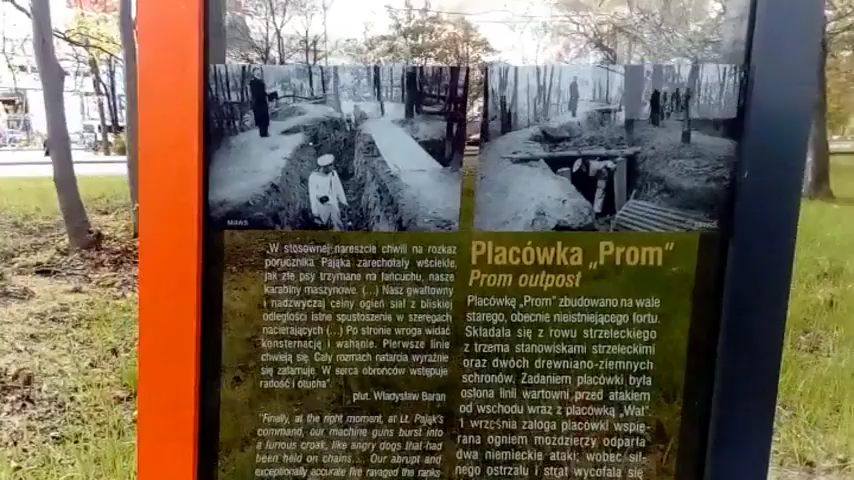 MAWS
„W stosownej nareszcie chwili na rozkaz
porucznika Pająka zarechotały wściekle,
jak złe psy trzymane na łańcuchu, nasze
karabiny maszynowe. (...) Nasz gwałtowny
i nadzwyczaj celny ogień siał z bliskiej
odległości istne spustoszenie w szeregach
nacierających (...) Po stronie wroga widać
konsternację i wahanie. Pierwsze linie
chwieją się. Cały rozmach natarcia wyraźnie
się załamuje. W serca obrońców wstępuje
radość i otucha".
plut. Władysław Baran
"Finally, at the right moment, at Lt. Pająk's
command, our machine guns burst into
a furious croak, like angry dogs that had
been held on chains.... Our abrupt and
exceptionally accurate fire ravaged the ranks
Placówka „Prom"
Prom outpost
Placówkę „Prom" zbudowano na wale
starego, obecnie nieistniejącego fortu.
Składała się z rowu strzeleckiego
z trzema stanowiskami strzeleckimi
oraz dwóch drewniano-ziemnych
schronów. Zadaniem placówki była
osłona linii wartowni przed atakiem
od wschodu wraz z placówką „Wał".
1 września załoga placówki wspie-
rana ogniem moździerzy odparła
dwa niemieckie ataki; wobec sil-
nego ostrzału i strat wycofała się